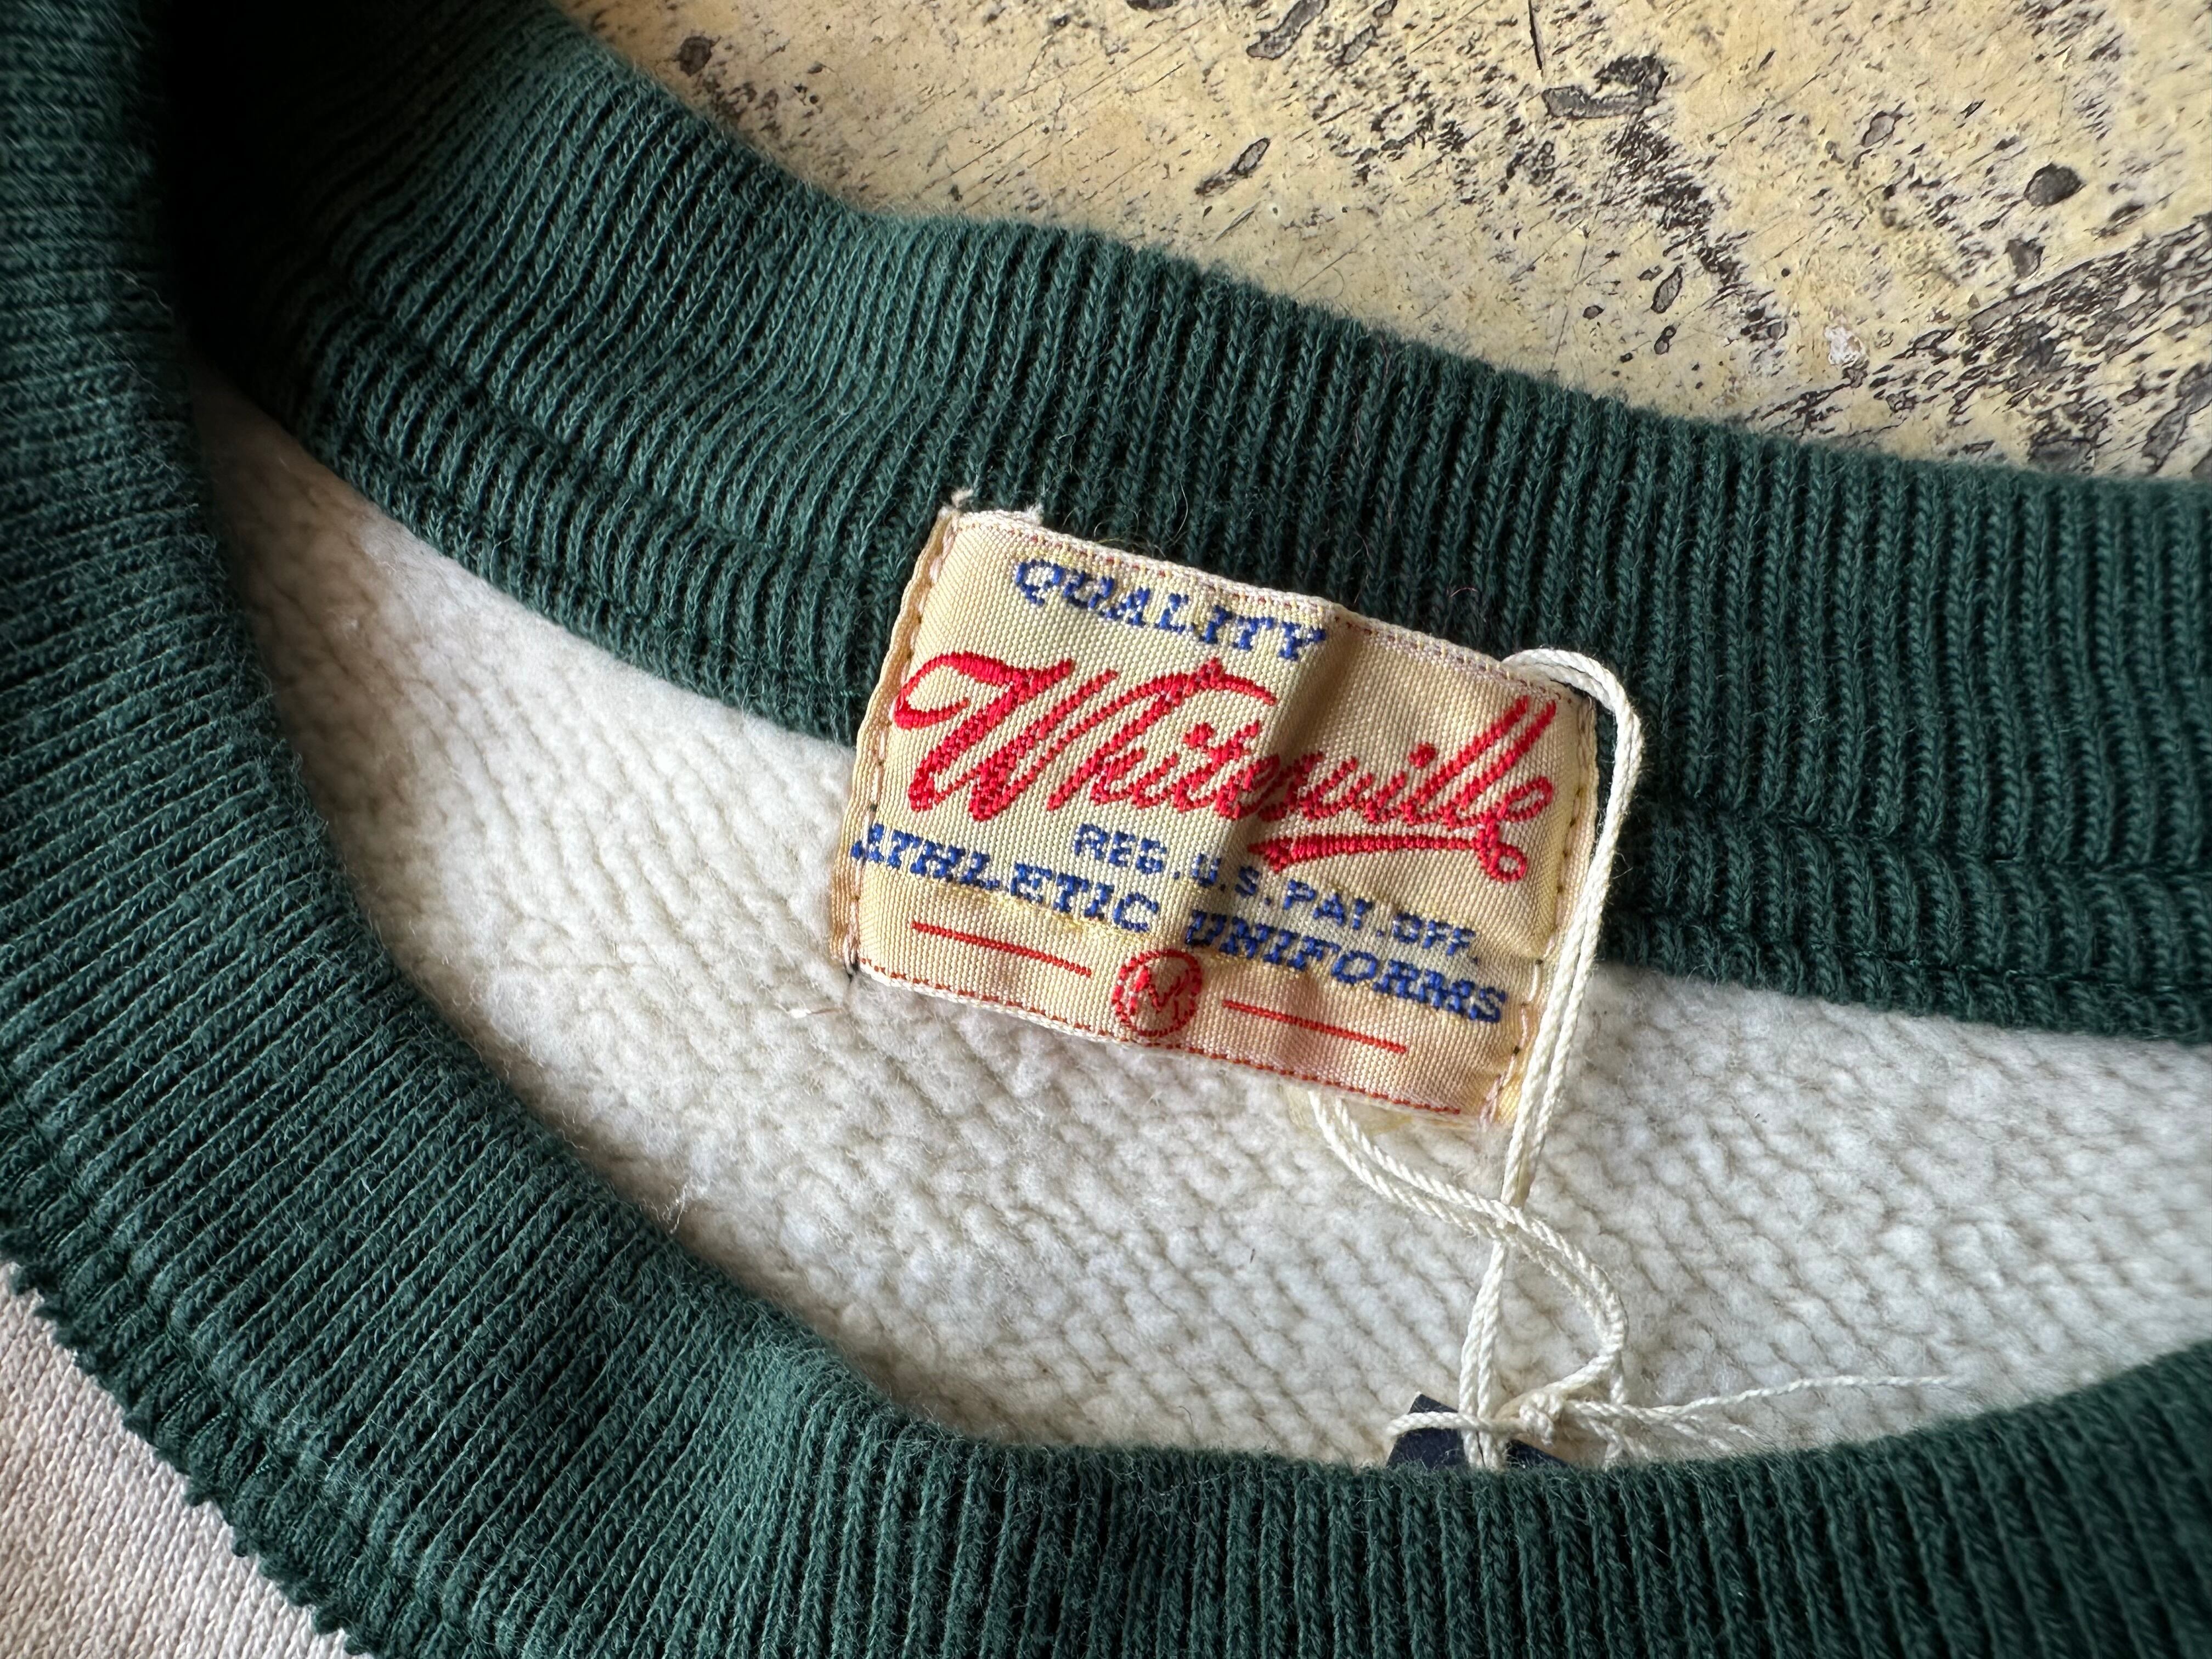 QUALITY
Whitesville
REG.U.S.PAT.OFF.
ATHLETIC UNIFORMS
M